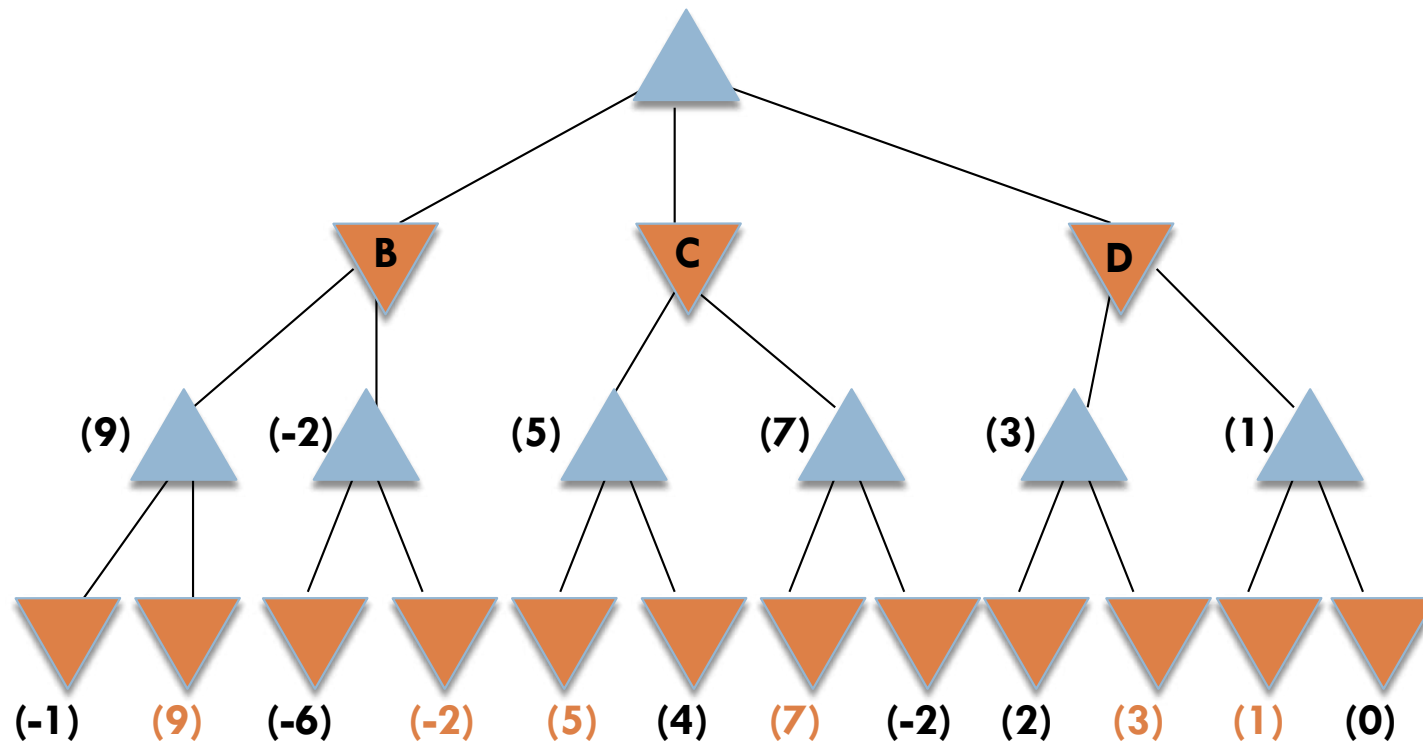 B C D
(9) (-2) (5) (7) (3) (1)
(-1) (9) (-6) (-2) (5) (4) (7) (-2) (2) (3) (1) (0)